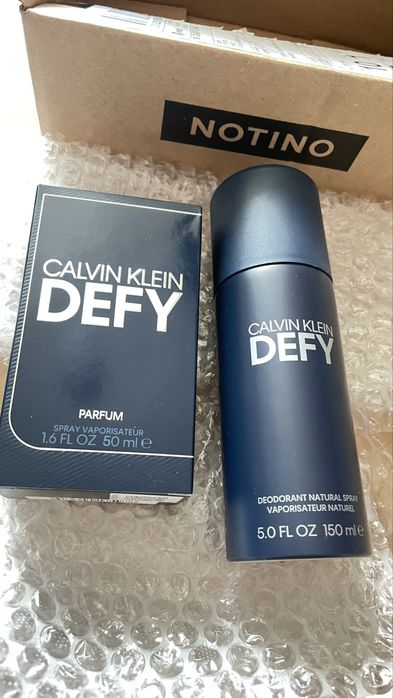 NOTINO
CALVIN KLEIN
DEFY
PARFUM
SPRAY VAPORISATEUR
1.6 FL OZ 50 ml ℮
CALVIN KLEIN
DEFY
DEODORANT NATURAL SPRAY
VAPORISATEUR NATUREL
5.0 FL OZ 150 ml ℮